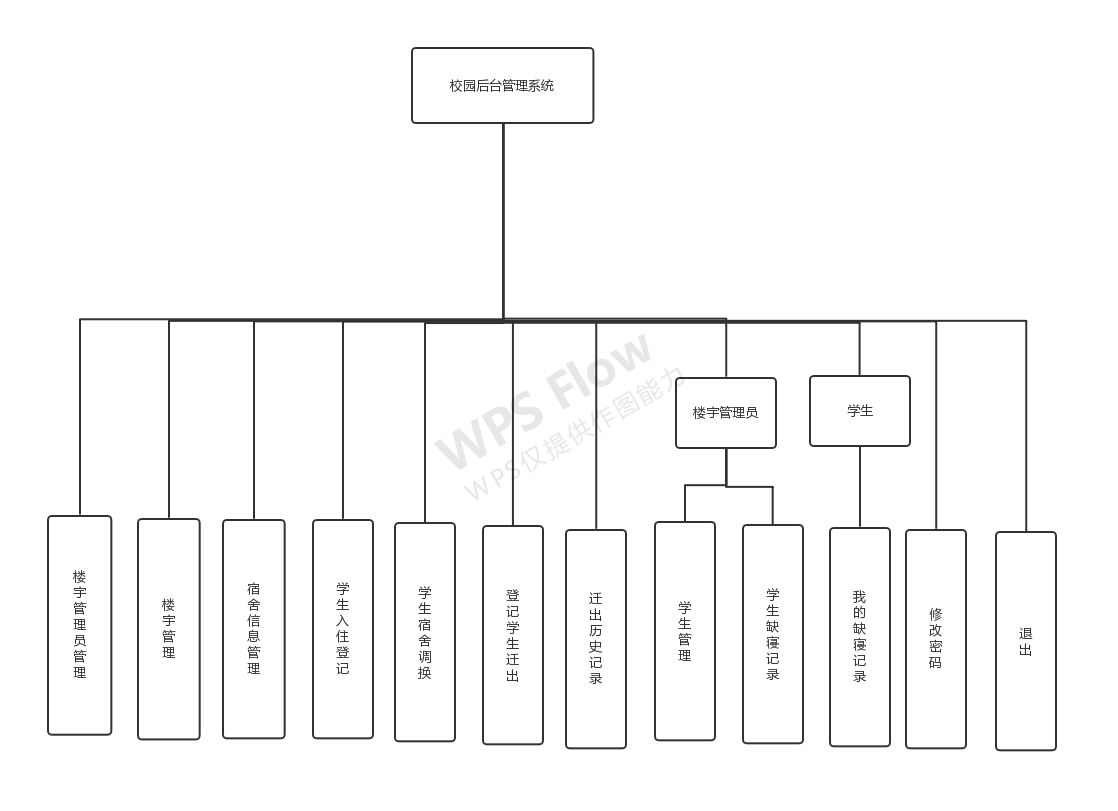 校园后台管理系统
WPS Flow
WPS仅提供作图能力
楼宇管理员
学生
楼宇管理员管理
楼宇管理
宿舍信息管理
学生入住登记
学生宿舍调换
登记学生迁出
迁出历史记录
学生管理
学生缺寝记录
我的缺寝记录
修改密码
退出